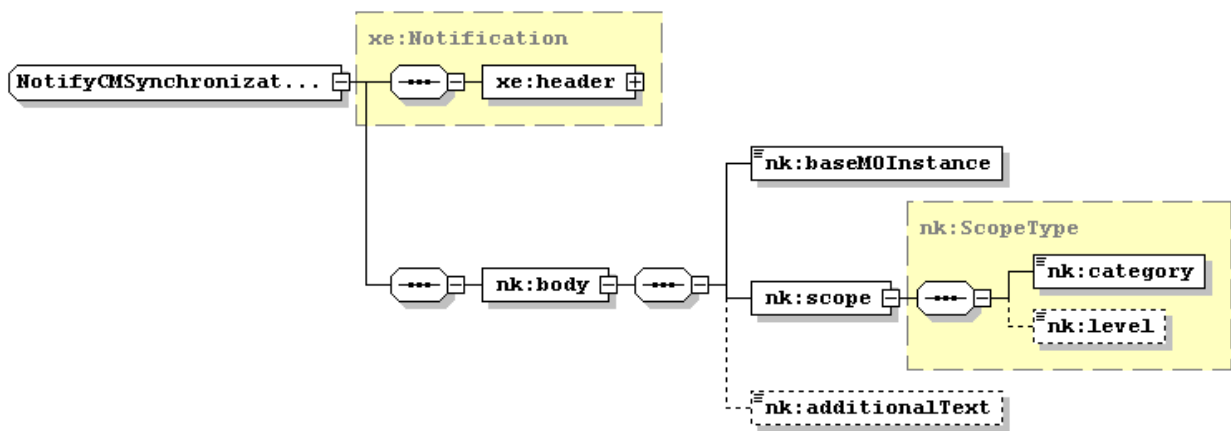 xe:Notification
NotifyCMSynchronizat...
xe:header
nk:baseMOInstance
nk:ScopeType
nk:category
nk:body
nk:scope
nk:level
nk:additionalText